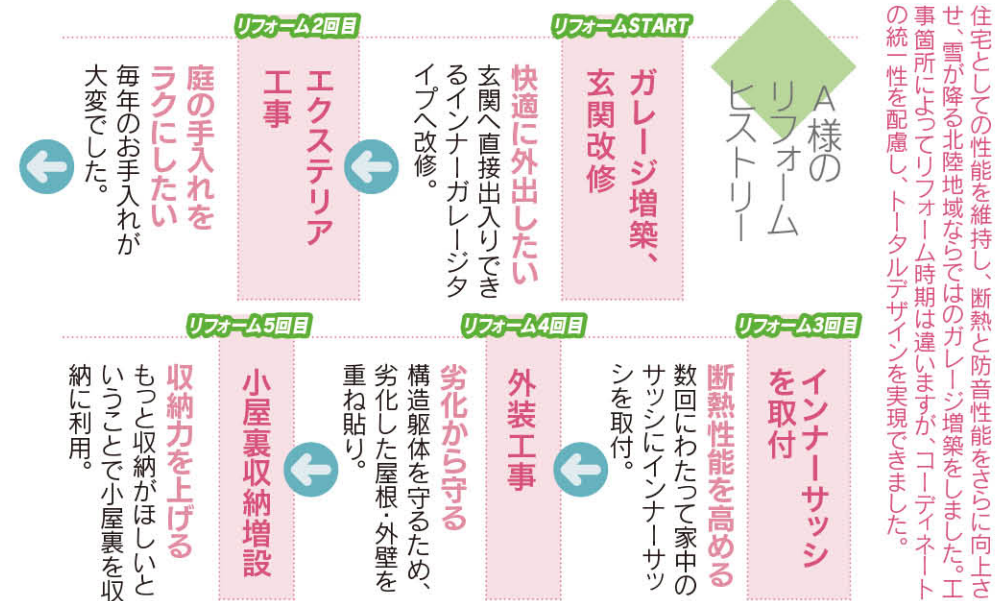 住宅としての性能を維持し、断熱と防音性能をさらに向上さ
せ、雪が降る北陸地域ならではのガレージ増築をしました。工
事箇所によってリフォーム時期は違いますが、コーディネート
の統一性を配慮し、トータルデザインを実現できました。
A様の
リフォーム
ヒストリー
リフォームSTART
ガレージ増築、
玄関改修
快適に外出したい
玄関へ直接出入りでき
るインナーガレージタ
イプへ改修。
リフォーム2回目
エクステリア
工事
庭の手入れを
ラクにしたい
毎年のお手入れが
大変でした。
リフォーム3回目
インナーサッシ
を取付
断熱性能を高める
数回にわたって家中の
サッシにインナーサッ
シを取付。
リフォーム4回目
外装工事
劣化から守る
構造躯体を守るため、
劣化した屋根・外壁を
重ね貼り。
リフォーム5回目
小屋裏収納増設
収納力を上げる
もっと収納がほしいと
いうことで小屋裏を収
納に利用。